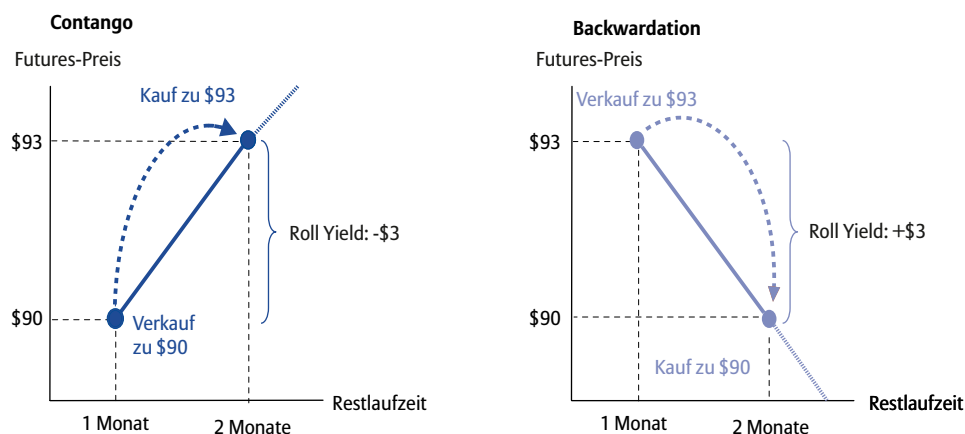 Contango
Futures-Preis
Kauf zu $93
$93
Roll Yield: -$3
$90
Verkauf
zu $90
Restlaufzeit
1 Monat
2 Monate
Backwardation
Futures-Preis
Verkauf zu $93
$93
Roll Yield: +$3
$90
Kauf zu $90
Restlaufzeit
1 Monat
2 Monate